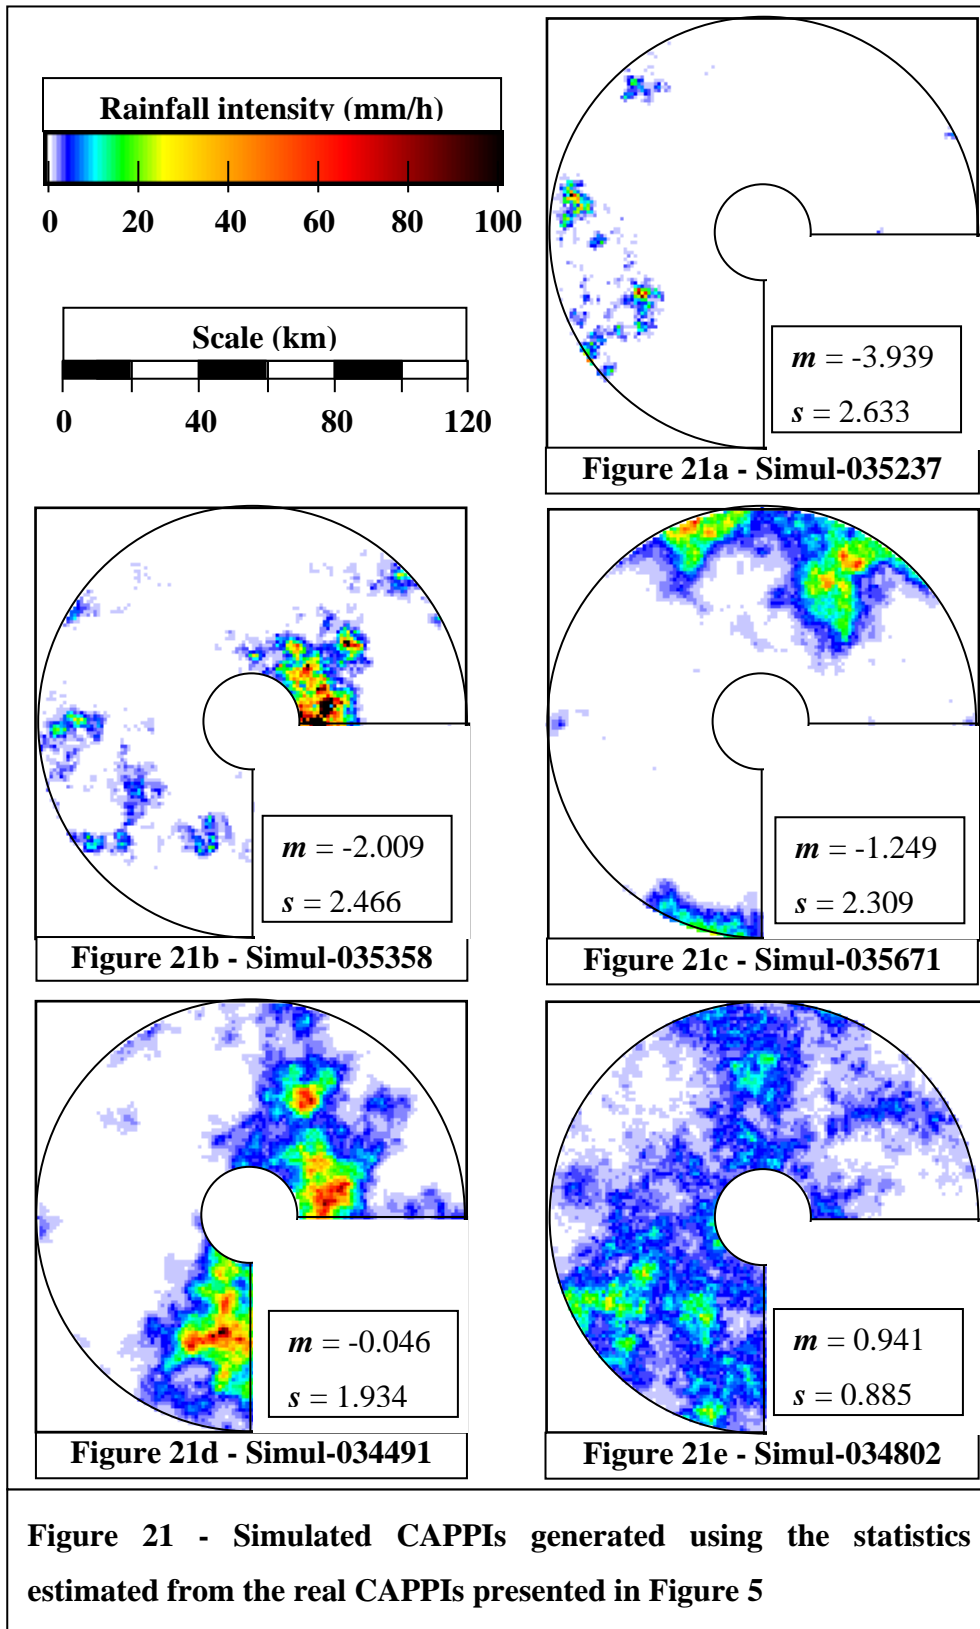 Rainfall intensity (mm/h)
0 20 40 60 80 100
Scale (km)
0 40 80 120
m = -3.939
s = 2.633
Figure 21a - Simul-035237
m = -2.009
s = 2.466
Figure 21b - Simul-035358
m = -1.249
s = 2.309
Figure 21c - Simul-035671
m = -0.046
s = 1.934
Figure 21d - Simul-034491
m = 0.941
s = 0.885
Figure 21e - Simul-034802
Figure 21 - Simulated CAPPIs generated using the statistics
estimated from the real CAPPIs presented in Figure 5